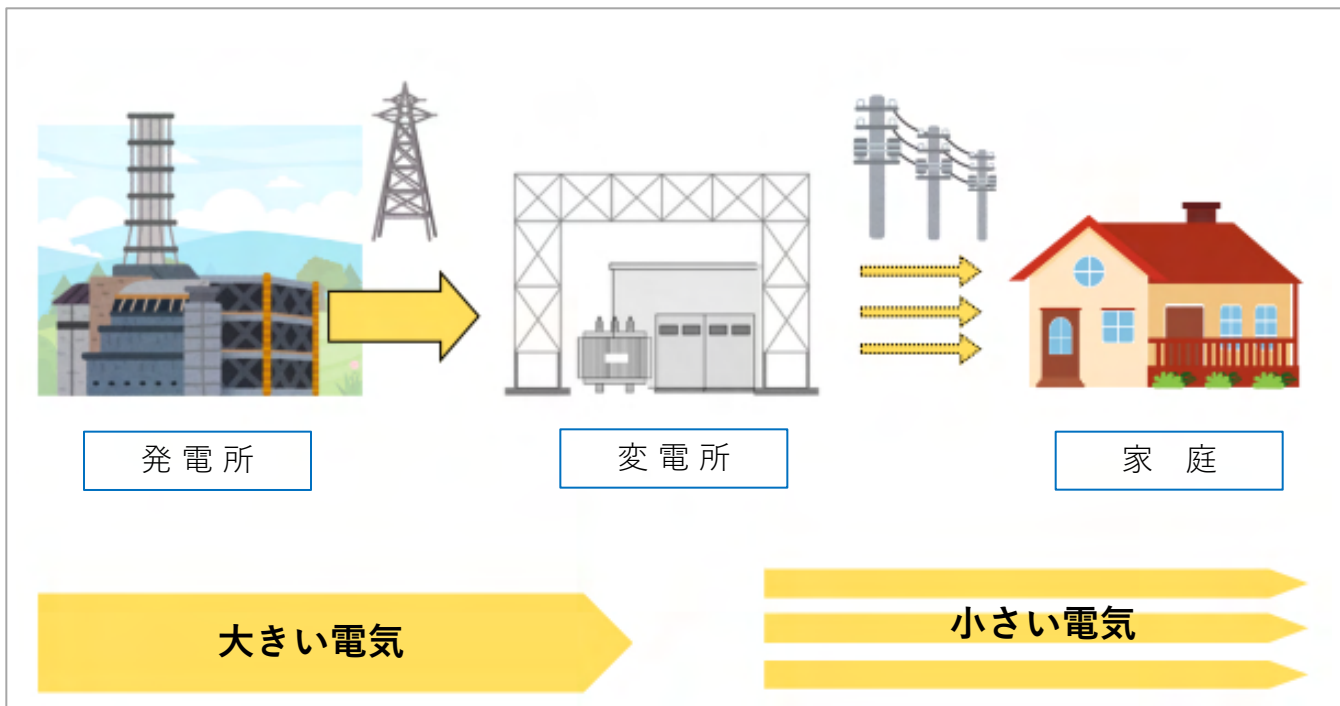 発電所
変電所
家　庭
大きい電気
小さい電気